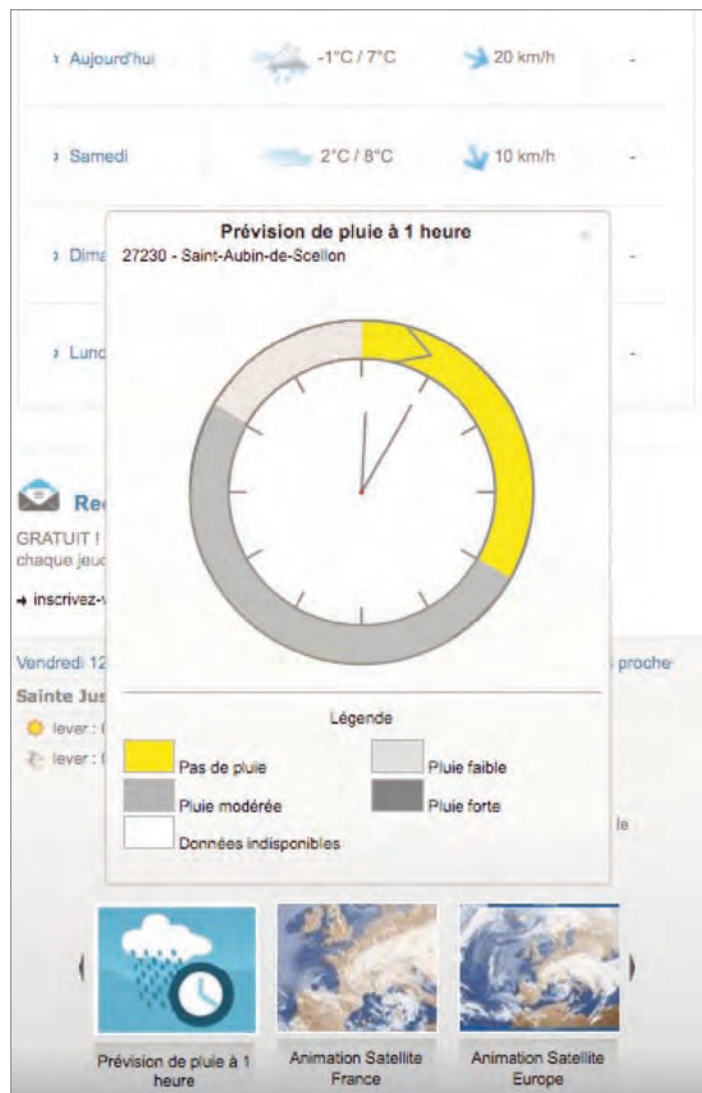 Aujourd'hui -1°C / 7°C 20 km/h -
Samedi 2°C / 8°C 10 km/h -
Prévision de pluie à 1 heure
27230 - Saint-Aubin-de-Scellon
Dima -
Lund -
Re
GRATUIT !
chaque jeud
inscrivez-v
Vendredi 12 proche
Sainte Jus
lever : 0
lever : 0
Légende
Pas de pluie Pluie faible
Pluie modérée Pluie forte
Données indisponibles
le
Prévision de pluie à 1
heure
Animation Satellite
France
Animation Satellite
Europe